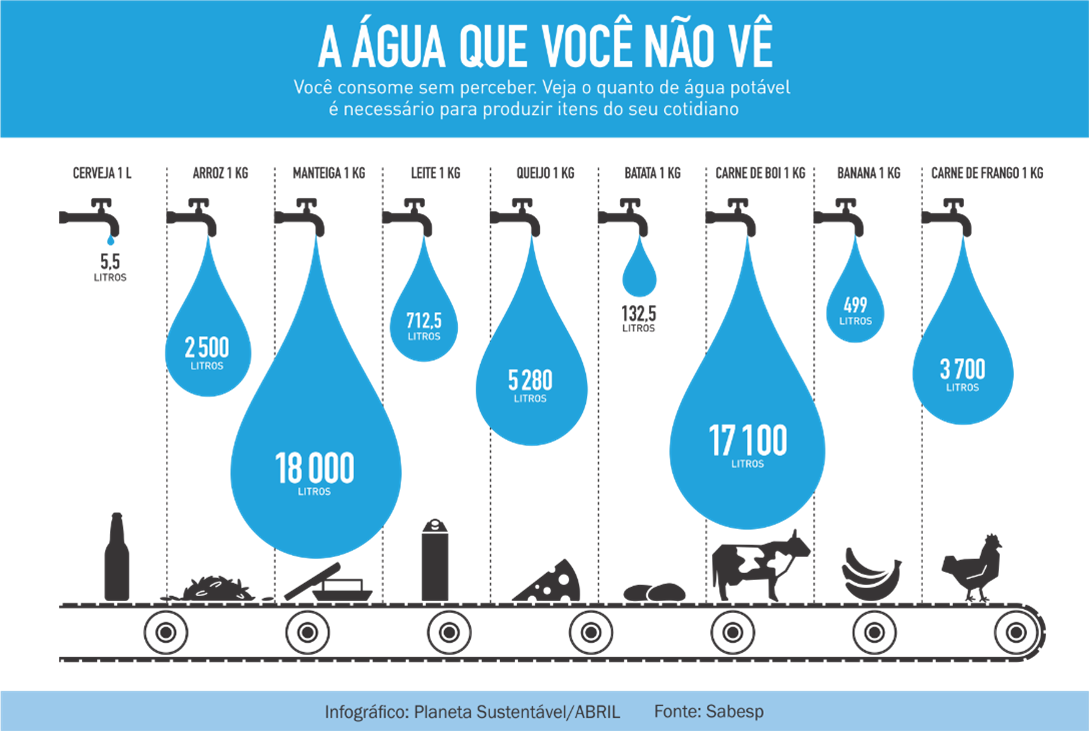 A ÁGUA QUE VOCÊ NÃO VÊ
Você consome sem perceber. Veja o quanto de água potável
é necessário para produzir itens do seu cotidiano
CERVEJA 1 L
5,5
LITROS
ARROZ 1 KG
2 500
LITROS
MANTEIGA 1 KG
18 000
LITROS
LEITE 1 KG
712,5
LITROS
QUEIJO 1 KG
5 280
LITROS
BATATA 1 KG
132,5
LITROS
CARNE DE BOI 1 KG
17 100
LITROS
BANANA 1 KG
499
LITROS
CARNE DE FRANGO 1 KG
3 700
LITROS
Infográfico: Planeta Sustentável/ABRIL Fonte: Sabesp